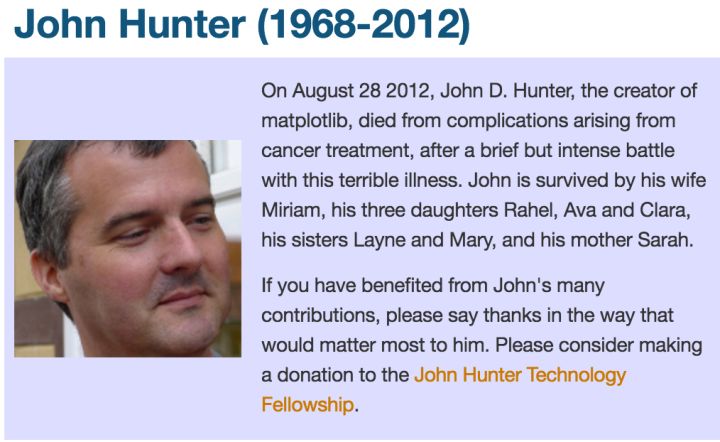 John Hunter (1968-2012)
On August 28 2012, John D. Hunter, the creator of
matplotlib, died from complications arising from
cancer treatment, after a brief but intense battle
with this terrible illness. John is survived by his wife
Miriam, his three daughters Rahel, Ava and Clara,
his sisters Layne and Mary, and his mother Sarah.
If you have benefited from John's many
contributions, please say thanks in the way that
would matter most to him. Please consider making
a donation to the John Hunter Technology
Fellowship.